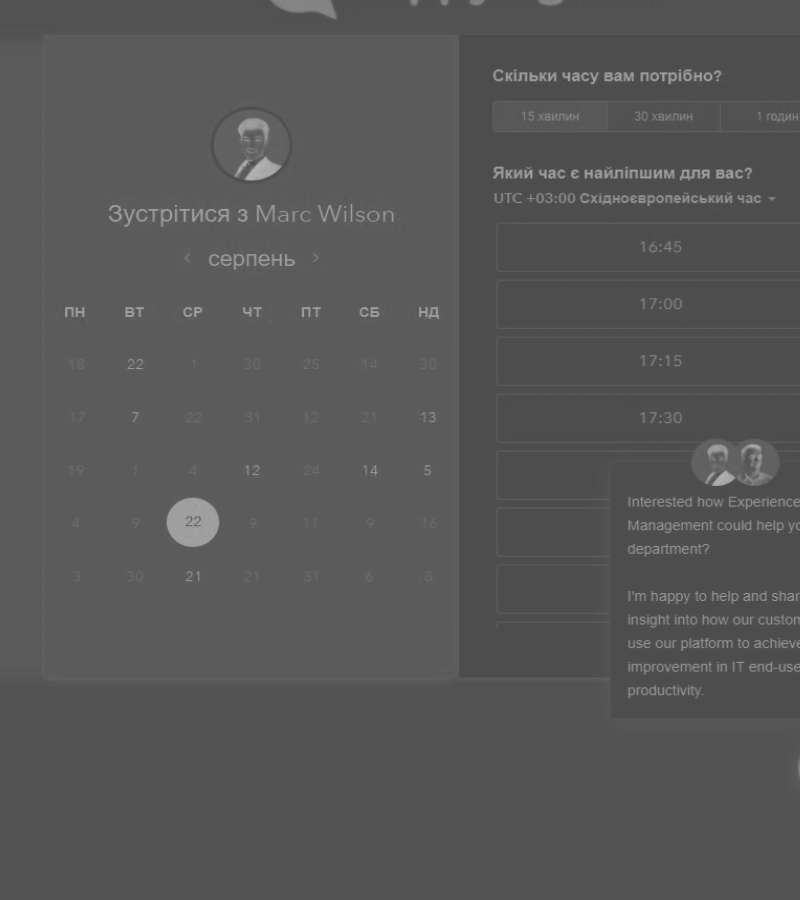 Зустрітися з Marc Wilson
< серпень >
ПН ВТ СР ЧТ ПТ СБ НД
18 22 1 30 25 14 30
17 7 22 31 12 21 13
19 1 4 12 24 14 5
4 9 22 9 11 9 16
3 30 21 21 31 6 8
Скільки часу вам потрібно?
15 хвилин 30 хвилин 1 годин
Який час є найліпшим для вас?
UTC +03:00 Східноєвропейський час
16:45
17:00
17:15
17:30
Interested how Experience
Management could help yo
department?
I'm happy to help and shar
insight into how our custom
use our platform to achieve
improvement in IT end-use
productivity.